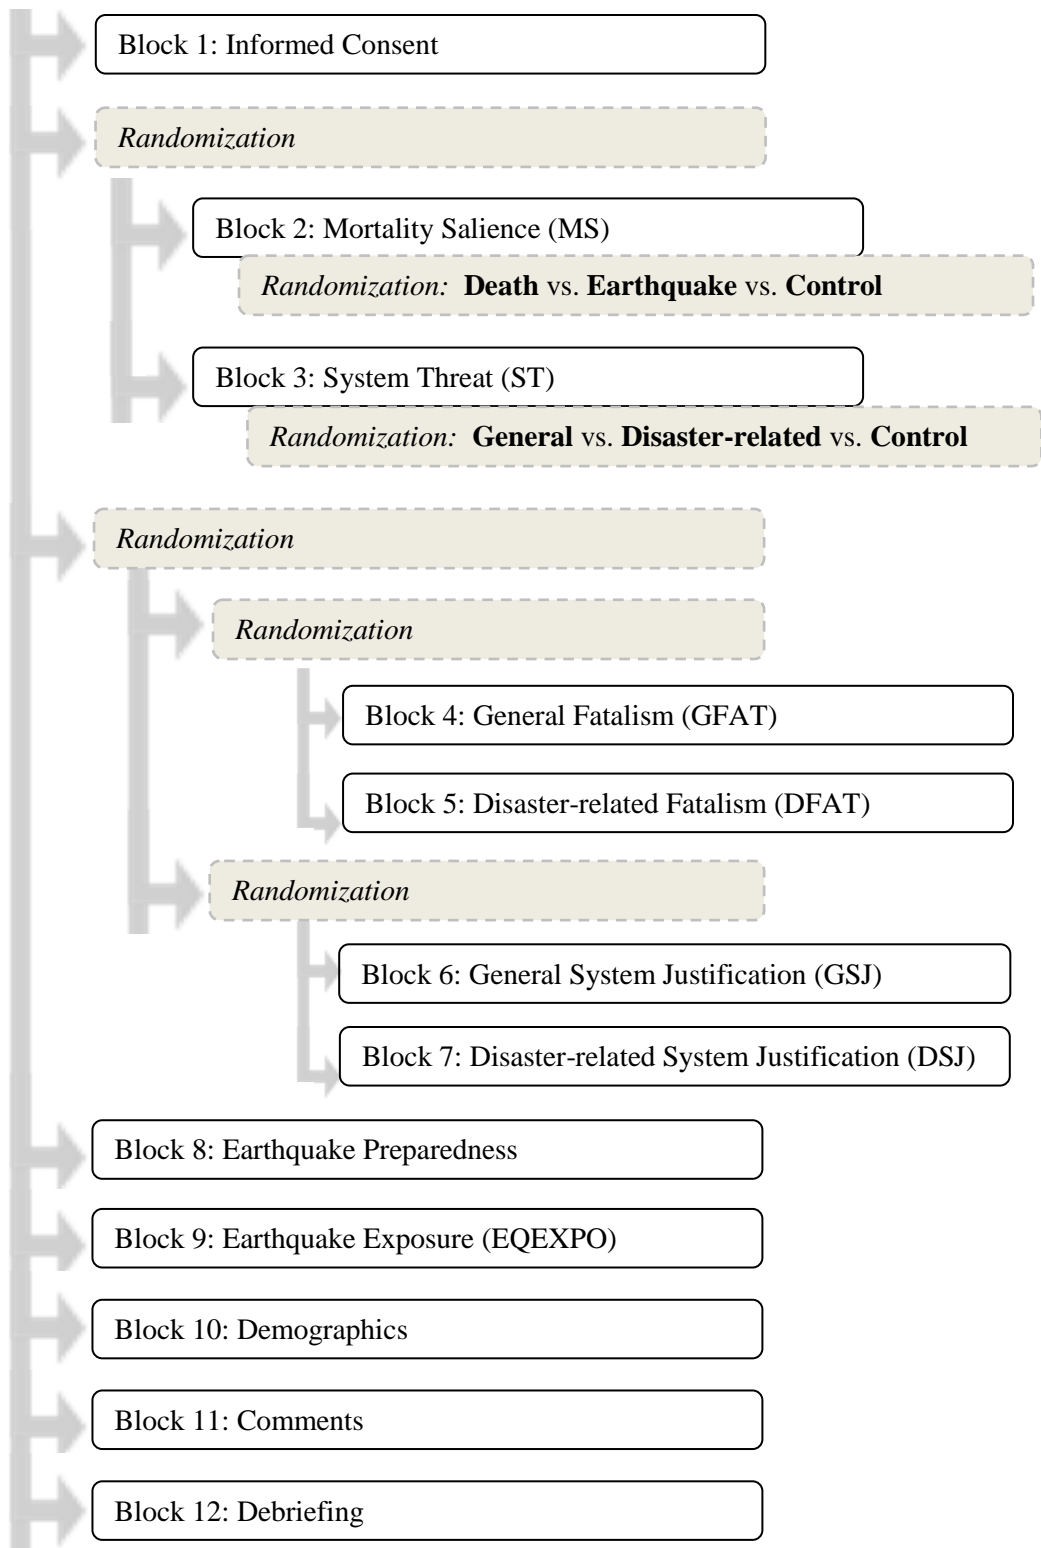 Block 1: Informed Consent
Randomization
Block 2: Mortality Salience (MS)
Randomization: Death vs. Earthquake vs. Control
Block 3: System Threat (ST)
Randomization: General vs. Disaster-related vs. Control
Randomization
Randomization
Block 4: General Fatalism (GFAT)
Block 5: Disaster-related Fatalism (DFAT)
Randomization
Block 6: General System Justification (GSJ)
Block 7: Disaster-related System Justification (DSJ)
Block 8: Earthquake Preparedness
Block 9: Earthquake Exposure (EQEXPO)
Block 10: Demographics
Block 11: Comments
Block 12: Debriefing